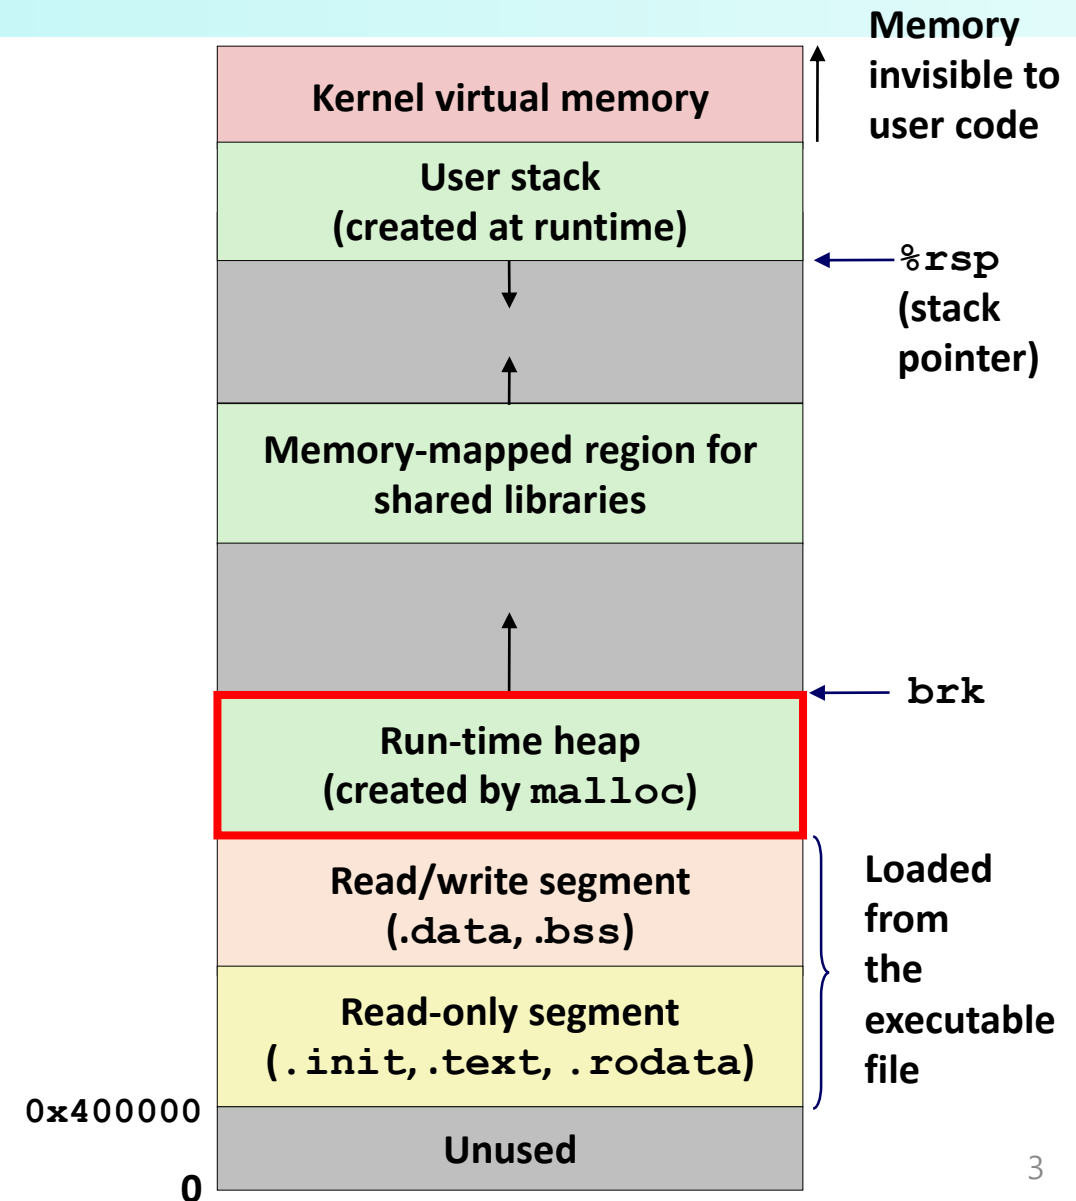 Memory
invisible to
user code
Kernel virtual memory
User stack
(created at runtime)
%rsp
(stack
pointer)
Memory-mapped region for
shared libraries
brk
Run-time heap
(created by malloc)
Read/write segment
(.data, .bss)
Loaded
from
the
executable
file
Read-only segment
(.init, .text, .rodata)
0x400000
Unused
0
3